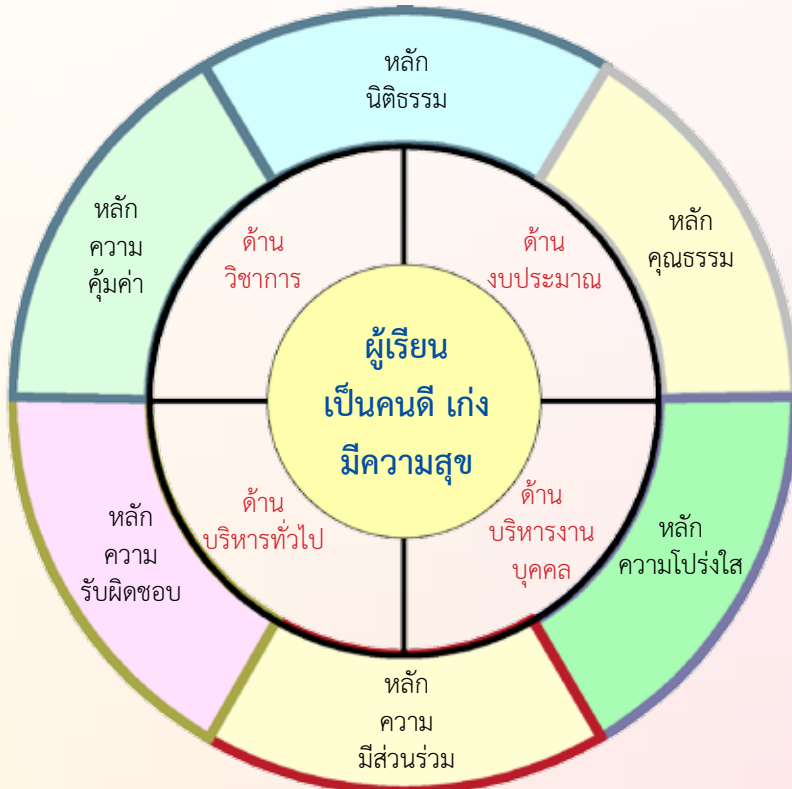 หลัก
นิติธรรม
หลัก
คุณธรรม
หลัก
ความโปร่งใส
หลัก
ความ
มีส่วนร่วม
หลัก
ความ
รับผิดชอบ
หลัก
ความ
คุ้มค่า
ด้าน
วิชาการ
ด้าน
งบประมาณ
ด้าน
บริหารงาน
บุคคล
ด้าน
บริหารทั่วไป
ผู้เรียน
เป็นคนดี เก่ง
มีความสุข